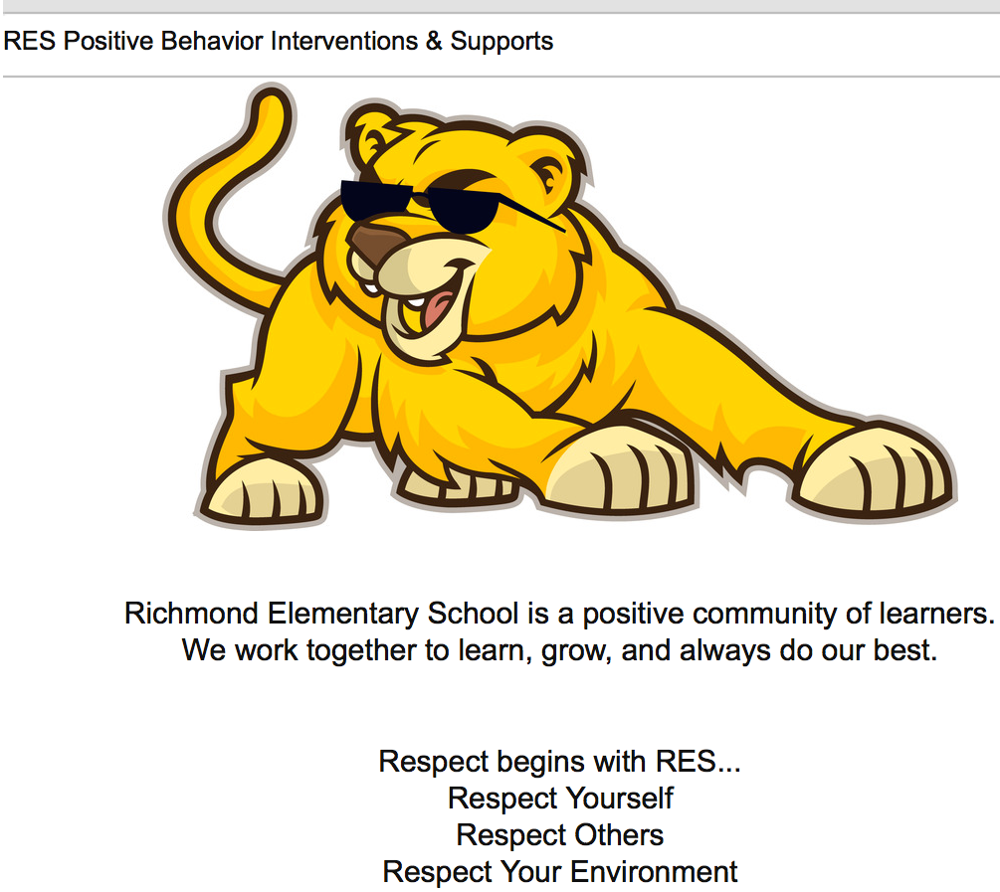 RES Positive Behavior Interventions & Supports
Richmond Elementary School is a positive community of learners.
We work together to learn, grow, and always do our best.
Respect begins with RES...
Respect Yourself
Respect Others
Respect Your Environment